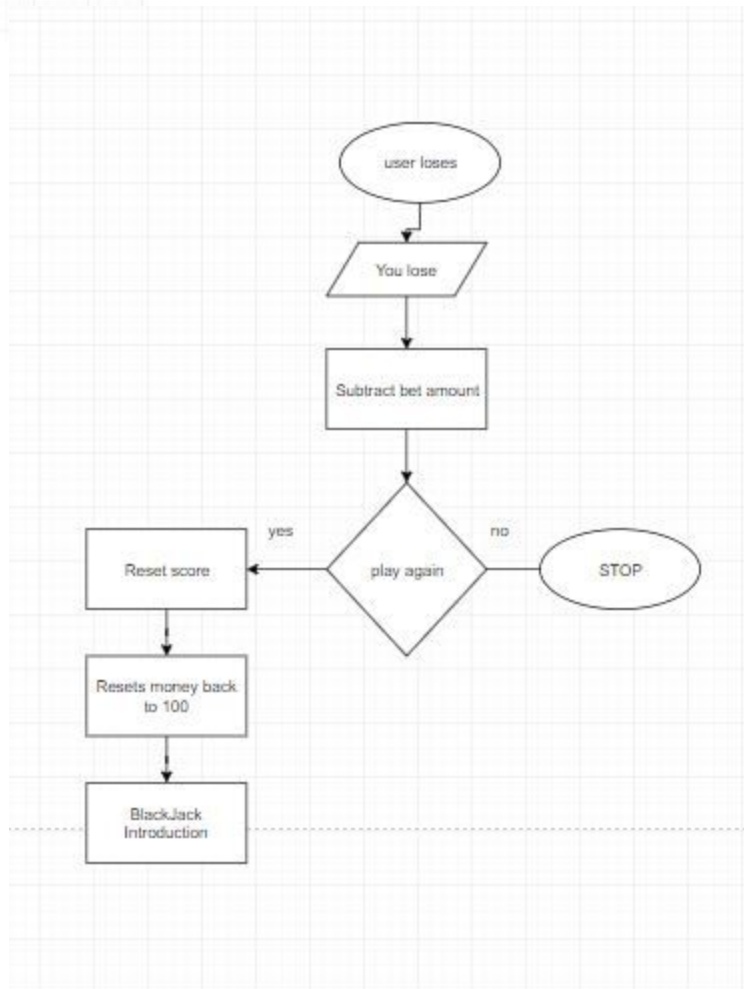 user loses
You lose
Subtract bet amount
yes
no
Reset score
play again
STOP
Resets money back
to 100
BlackJack
Introduction